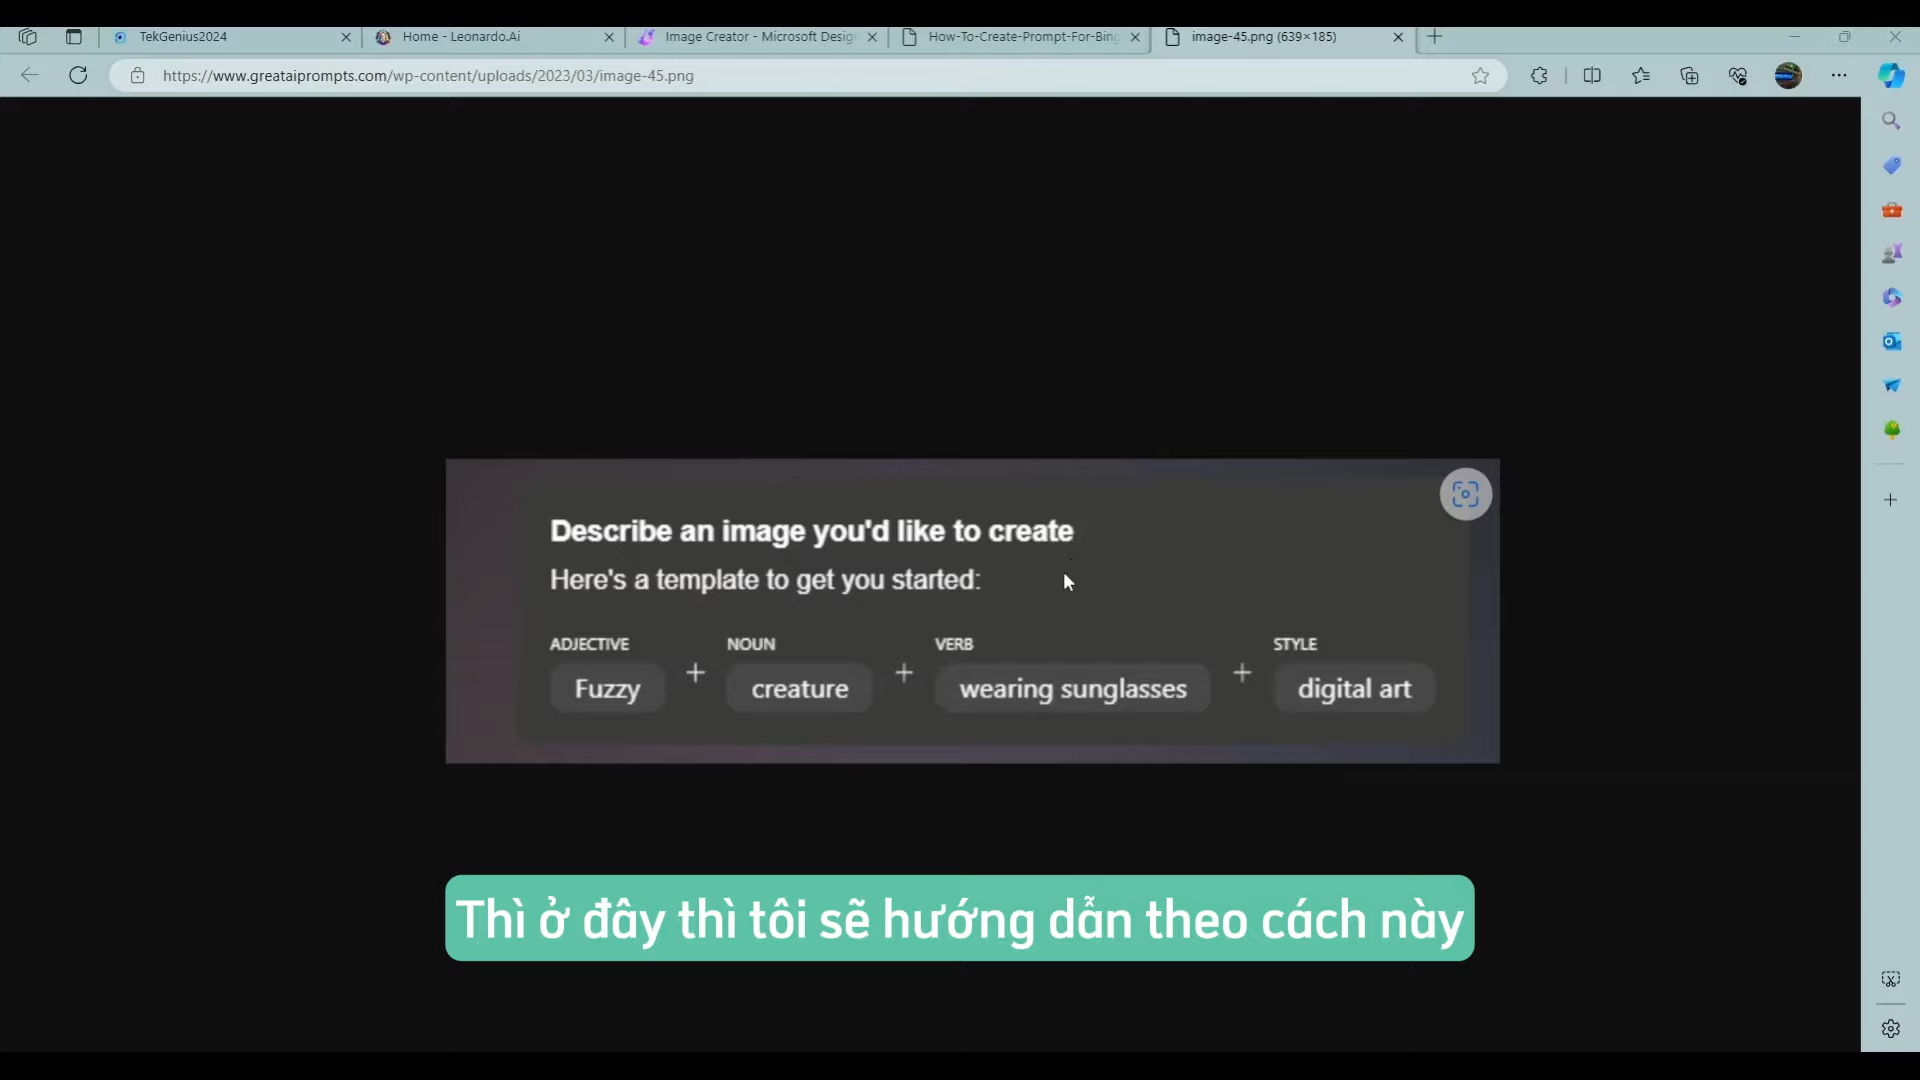 TekGenius2024
Home - Leonardo.Ai
Image Creator - Microsoft Desig
How-To-Create-Prompt-For-Bing
image-45.png (639×185)
https://www.greataiprompts.com/wp-content/uploads/2023/03/image-45.png
Describe an image you'd like to create
Here's a template to get you started:
ADJECTIVE NOUN VERB STYLE
Fuzzy + creature + wearing sunglasses + digital art
Thì ở đây thì tôi sẽ hướng dẫn theo cách này